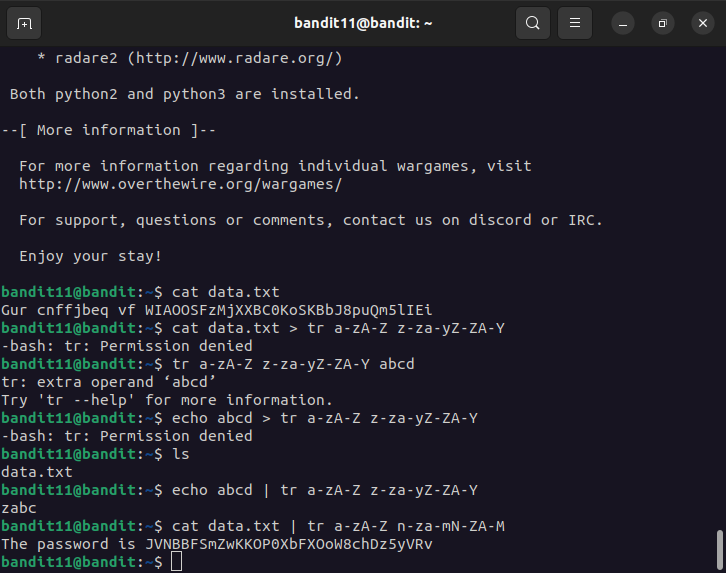 bandit11@bandit: ~
* radare2 (http://www.radare.org/)
Both python2 and python3 are installed.
--[ More information ]--
For more information regarding individual wargames, visit
http://www.overthewire.org/wargames/
For support, questions or comments, contact us on discord or IRC.
Enjoy your stay!
bandit11@bandit:~$ cat data.txt
Gur cnffjbeq vf WIAOOSFzMjXXBC0KoSKBbJ8puQm5lIEi
bandit11@bandit:~$ cat data.txt > tr a-zA-Z z-za-yZ-ZA-Y
-bash: tr: Permission denied
bandit11@bandit:~$ tr a-zA-Z z-za-yZ-ZA-Y abcd
tr: extra operand ‘abcd’
Try 'tr --help' for more information.
bandit11@bandit:~$ echo abcd > tr a-zA-Z z-za-yZ-ZA-Y
-bash: tr: Permission denied
bandit11@bandit:~$ ls
data.txt
bandit11@bandit:~$ echo abcd | tr a-zA-Z z-za-yZ-ZA-Y
zabc
bandit11@bandit:~$ cat data.txt | tr a-zA-Z n-za-mN-ZA-M
The password is JVNBBFSmZwKKOP0XbFXOoW8chDz5yVRv
bandit11@bandit:~$